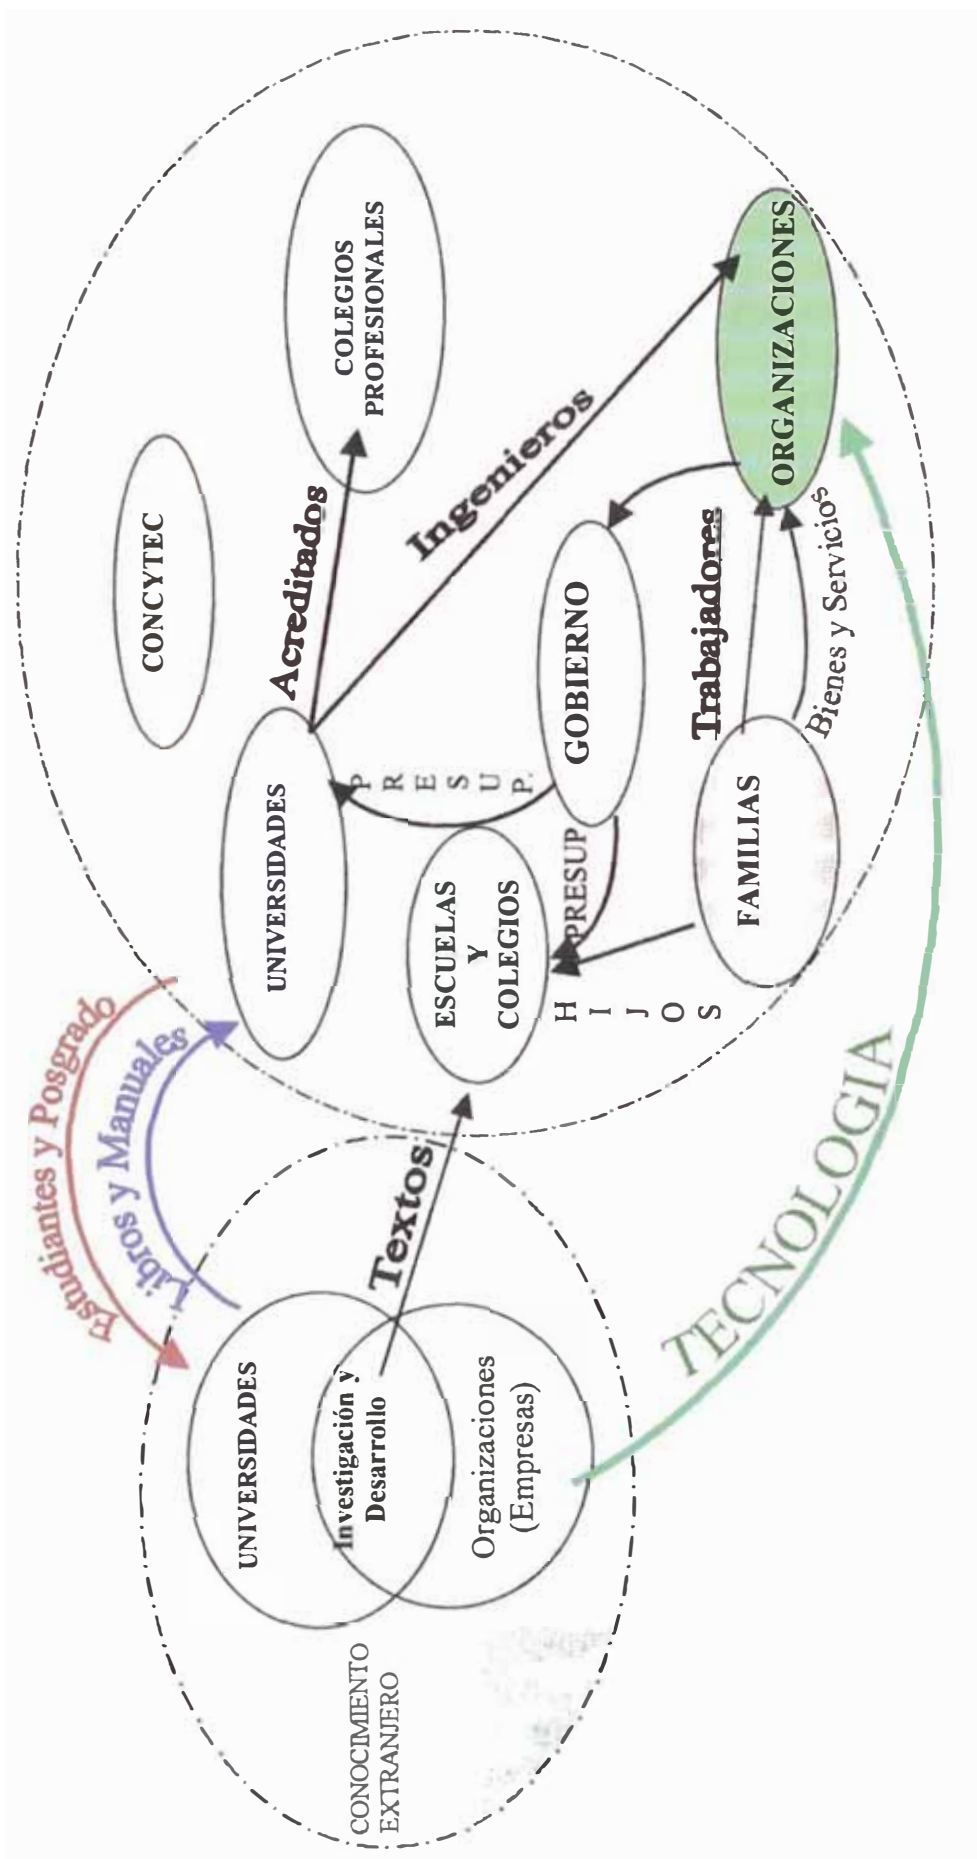 CONOCIMIENTO
EXTRANJERO
UNIVERSIDADES
Investigación y
Desarrollo
Organizaciones
(Empresas)
Estudiantes y Posgrado
Libros y Manuales
Textos
TECNOLOGIA
UNIVERSIDADES
ESCUELAS
Y
COLEGIOS
H
I
J
O
S
PRESUP
P
R
E
S
U
P.
FAMILIAS
GOBIERNO
Trabajadores
Bienes y Servicios
CONCYTEC
Acreditados
Ingenieros
COLEGIOS
PROFESIONALES
ORGANIZACIONES